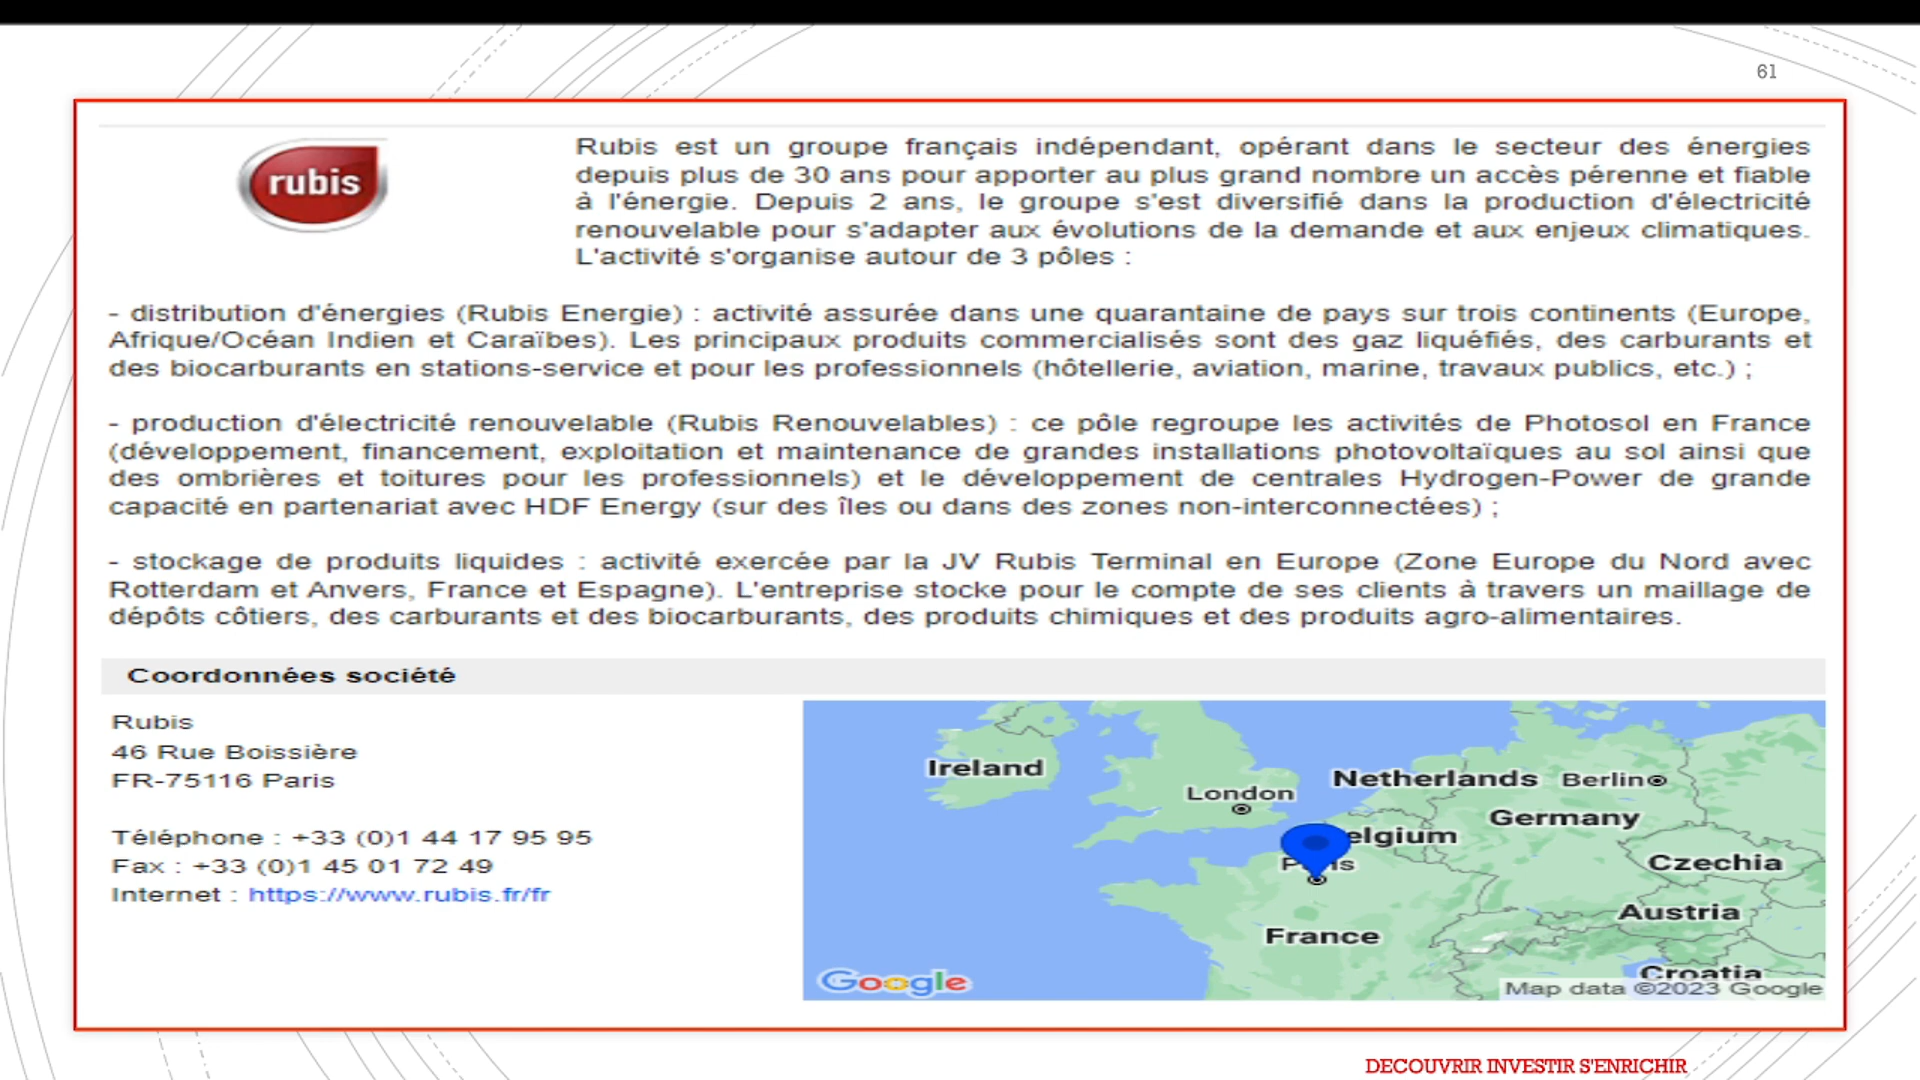 61
rubis
Rubis est un groupe français indépendant, opérant dans le secteur des énergies
depuis plus de 30 ans pour apporter au plus grand nombre un accès pérenne et fiable
à l'énergie. Depuis 2 ans, le groupe s'est diversifié dans la production d'électricité
renouvelable pour s'adapter aux évolutions de la demande et aux enjeux climatiques.
L'activité s'organise autour de 3 pôles :
- distribution d'énergies (Rubis Energie) : activité assurée dans une quarantaine de pays sur trois continents (Europe,
Afrique/Océan Indien et Caraïbes). Les principaux produits commercialisés sont des gaz liquéfiés, des carburants et
des biocarburants en stations-service et pour les professionnels (hôtellerie, aviation, marine, travaux publics, etc.) ;
- production d'électricité renouvelable (Rubis Renouvelables) : ce pôle regroupe les activités de Photosol en France
(développement, financement, exploitation et maintenance de grandes installations photovoltaïques au sol ainsi que
des ombrières et toitures pour les professionnels) et le développement de centrales Hydrogen-Power de grande
capacité en partenariat avec HDF Energy (sur des îles ou dans des zones non-interconnectées) ;
- stockage de produits liquides : activité exercée par la JV Rubis Terminal en Europe (Zone Europe du Nord avec
Rotterdam et Anvers, France et Espagne). L'entreprise stocke pour le compte de ses clients à travers un maillage de
dépôts côtiers, des carburants et des biocarburants, des produits chimiques et des produits agro-alimentaires.
Coordonnées société
Rubis
46 Rue Boissière
FR-75116 Paris
Téléphone : +33 (0)1 44 17 95 95
Fax : +33 (0)1 45 01 72 49
Internet : https://www.rubis.fr/fr
Ireland
London
Netherlands
Berlin
Germany
elgium
Paris
Czechia
Austria
France
Croatia
Google
Map data ©2023 Google
DECOUVRIR INVESTIR S'ENRICHIR